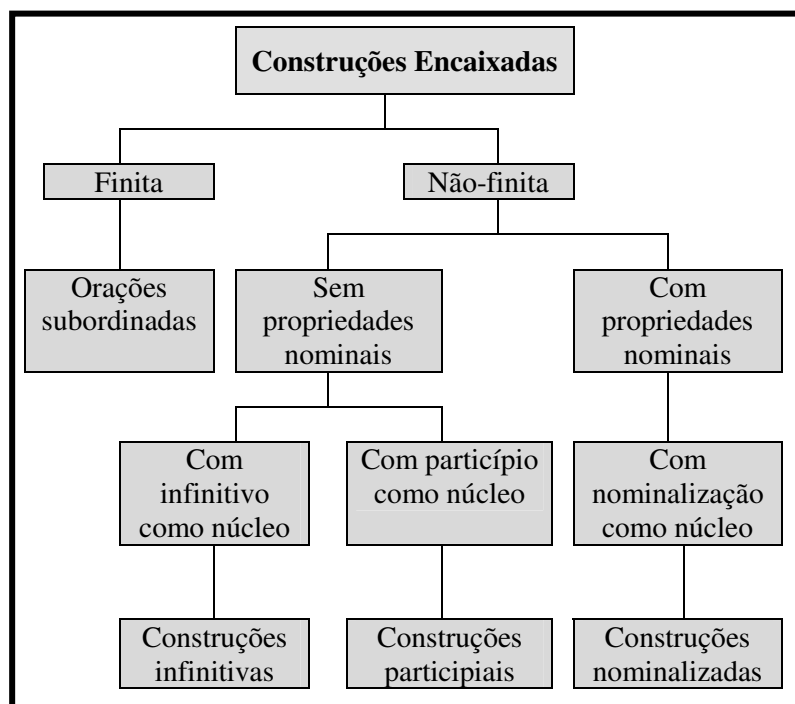 Construções Encaixadas
Finita
Não-finita
Orações
subordinadas
Sem
propriedades
nominais
Com
propriedades
nominais
Com
infinitivo
como núcleo
Com particípio
como núcleo
Com
nominalização
como núcleo
Construções
infinitivas
Construções
participiais
Construções
nominalizadas